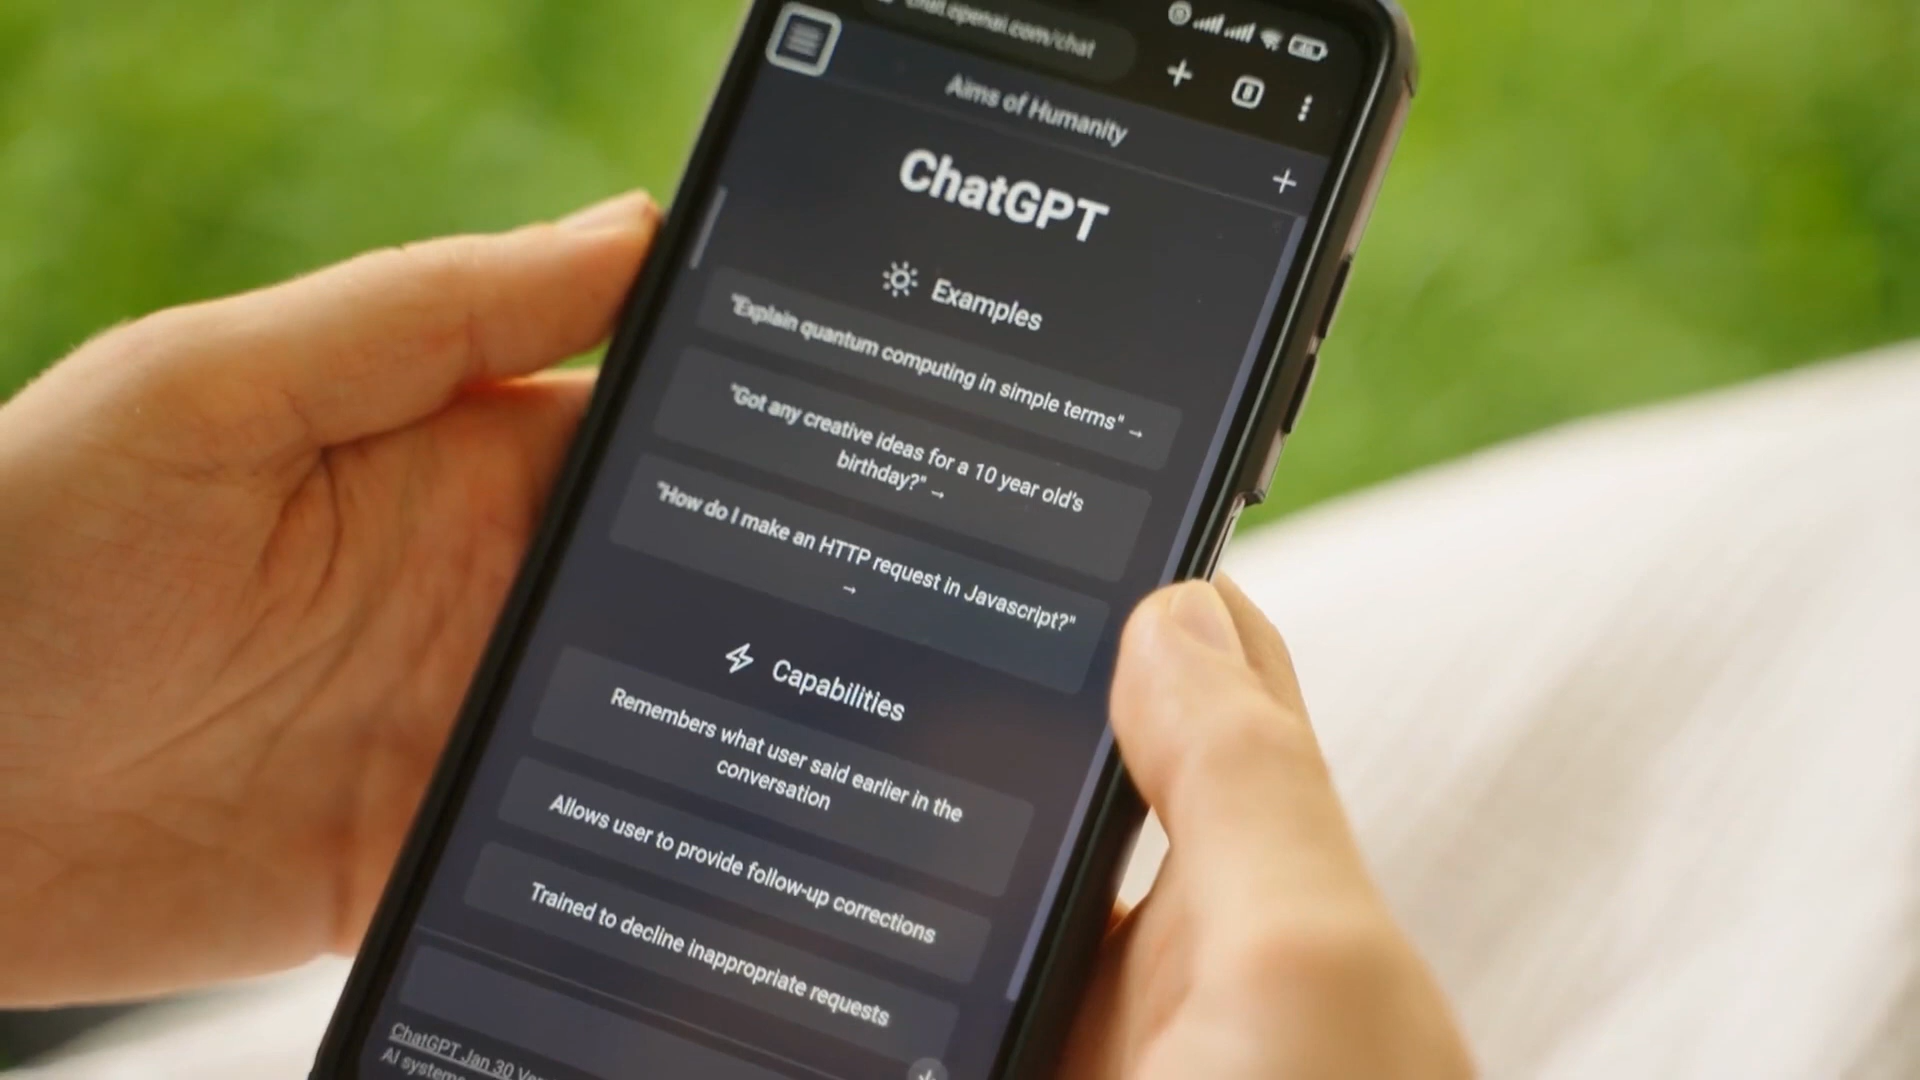 chat.openai.com/chat
Aims of Humanity
ChatGPT
Examples
"Explain quantum computing in simple terms" →
"Got any creative ideas for a 10 year old's
birthday?" →
"How do I make an HTTP request in Javascript?"
→
Capabilities
Remembers what user said earlier in the
conversation
Allows user to provide follow-up corrections
Trained to decline inappropriate requests
ChatGPT Jan 30
AI systems